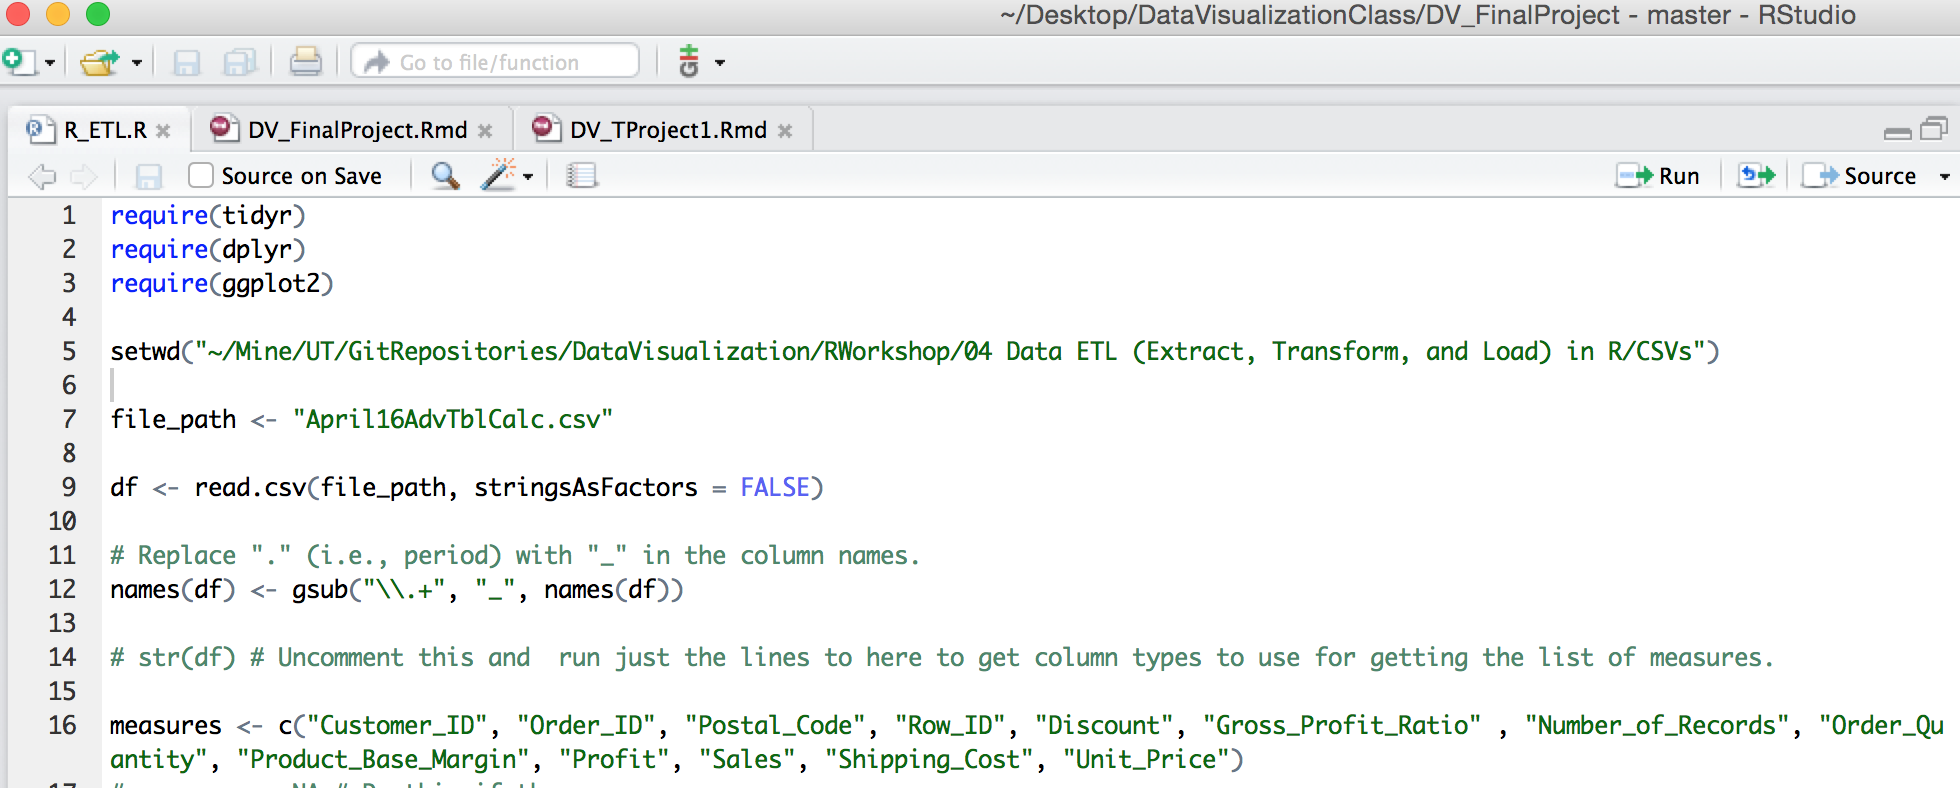 ~/Desktop/DataVisualizationClass/DV_FinalProject - master - RStudio
Go to file/function
R_ETL.R DV_FinalProject.Rmd DV_TProject1.Rmd
Source on Save Run Source
1 require(tidyr)
2 require(dplyr)
3 require(ggplot2)
4
5 setwd("~/Mine/UT/GitRepositories/DataVisualization/RWorkshop/04 Data ETL (Extract, Transform, and Load) in R/CSVs")
6
7 file_path <- "April16AdvTblCalc.csv"
8
9 df <- read.csv(file_path, stringsAsFactors = FALSE)
10
11 # Replace "." (i.e., period) with "_" in the column names.
12 names(df) <- gsub("\\.+", "_", names(df))
13
14 # str(df) # Uncomment this and  run just the lines to here to get column types to use for getting the list of measures.
15
16 measures <- c("Customer_ID", "Order_ID", "Postal_Code", "Row_ID", "Discount", "Gross_Profit_Ratio" , "Number_of_Records", "Order_Qu
antity", "Product_Base_Margin", "Profit", "Sales", "Shipping_Cost", "Unit_Price")
17